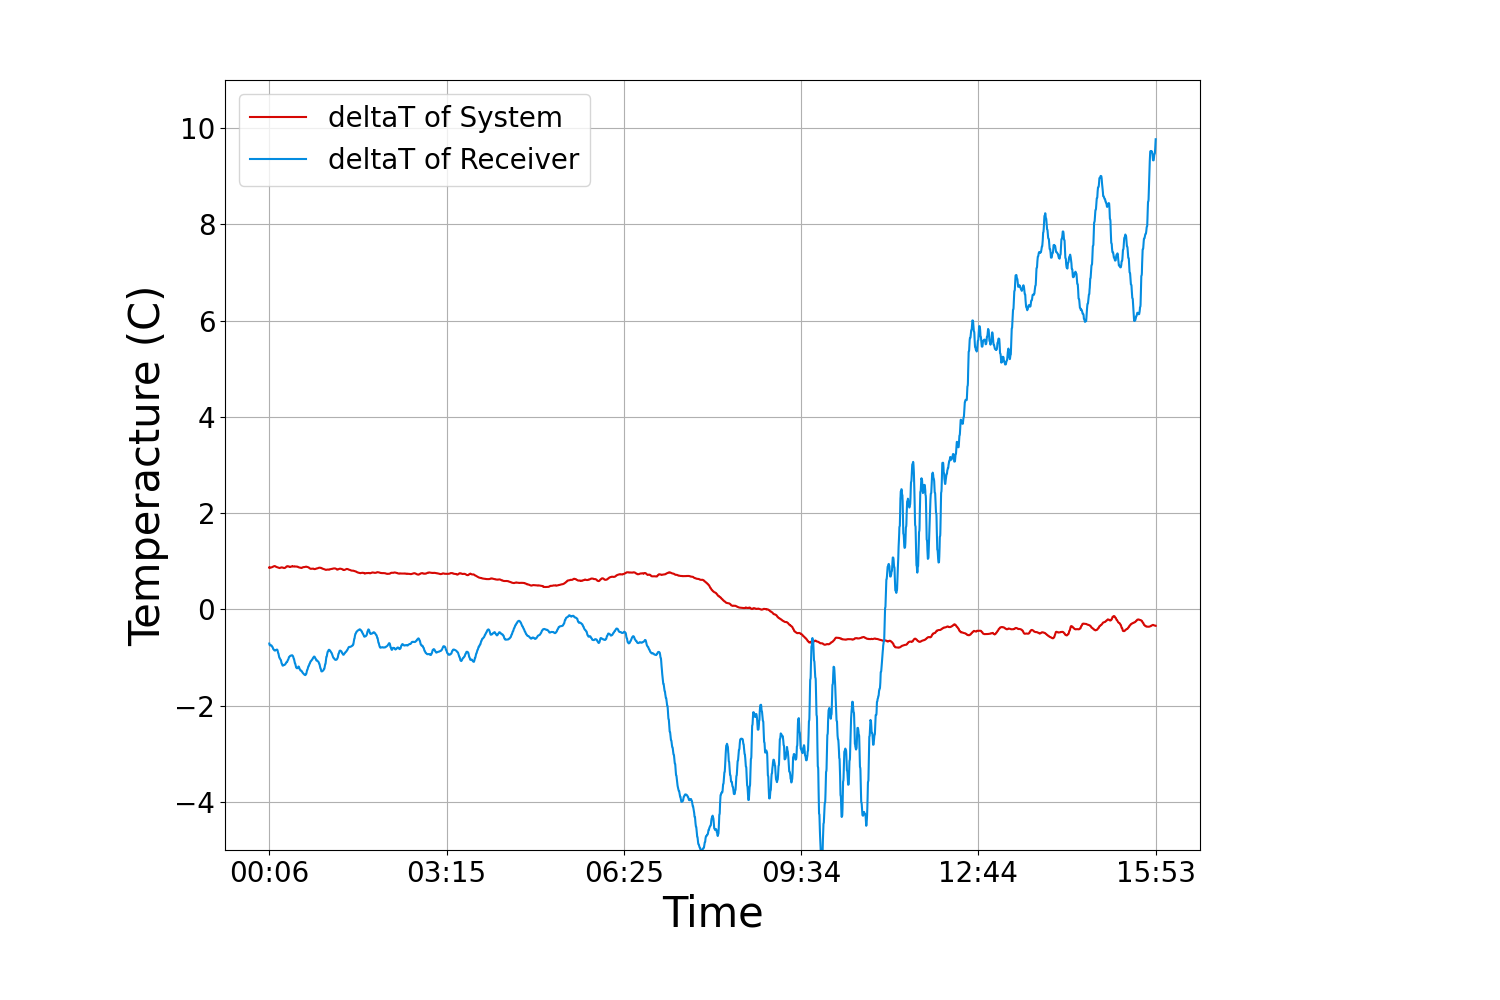 deltaT of System
deltaT of Receiver
10
8
6
4
2
0
−2
−4
Temperacture (C)
00:06 03:15 06:25 09:34 12:44 15:53
Time